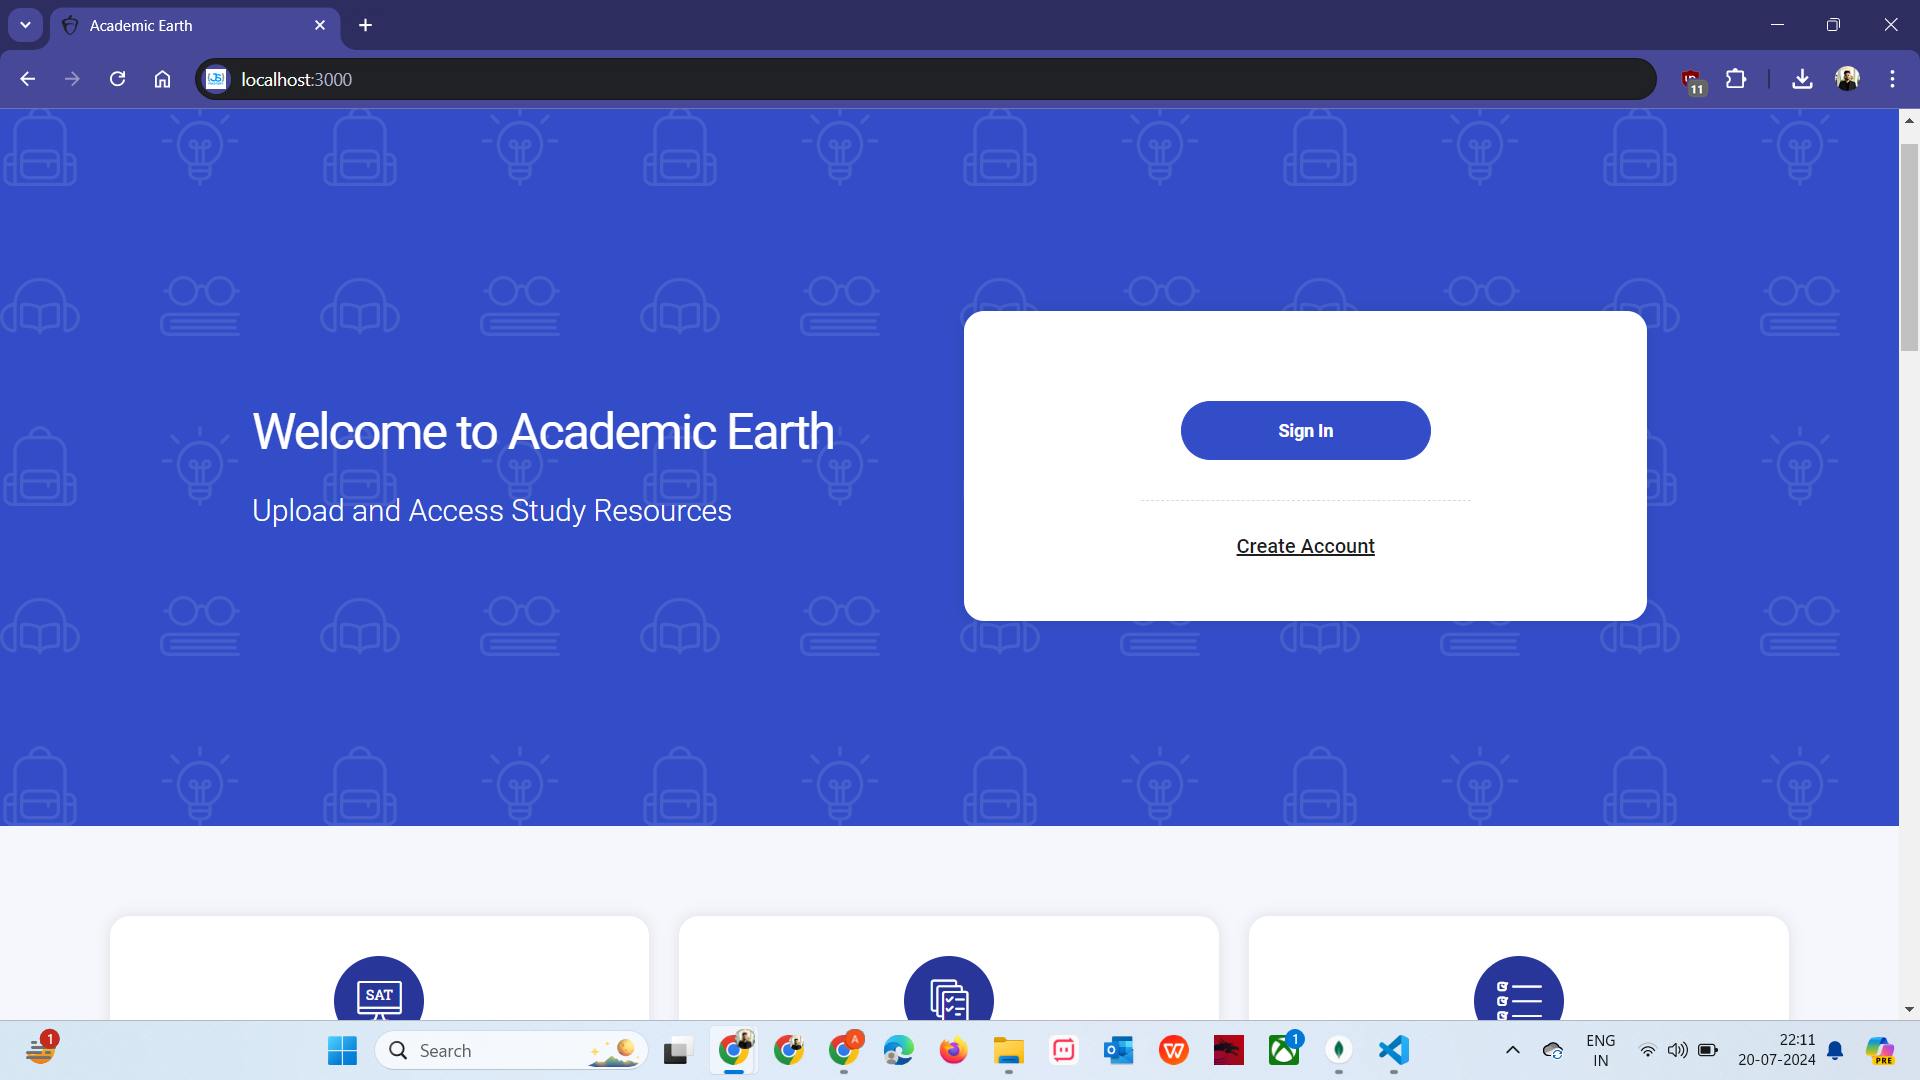 Academic Earth
localhost:3000
11
Welcome to Academic Earth
Upload and Access Study Resources
Sign In
Create Account
SAT
1
Search
A
1
ENG
IN
22:11
20-07-2024
PRE